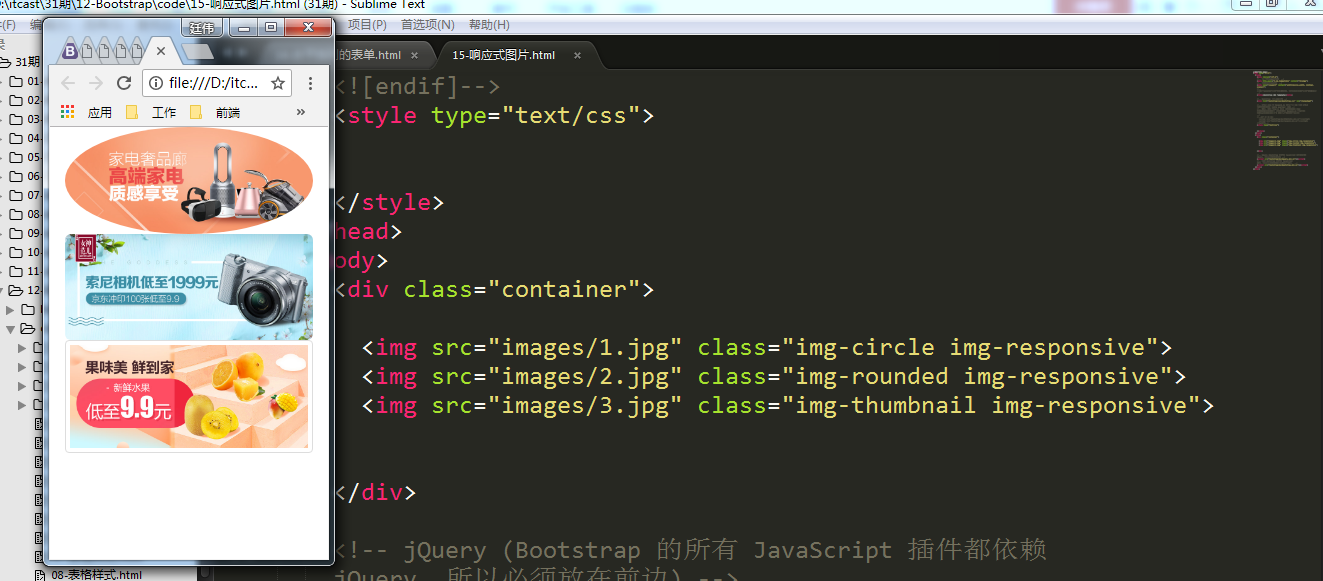 :\itcast\31期\12-Bootstrap\code\15-响应式图片.html (31期) - Sublime Text
(F) 项目(P) 首选项(N) 帮助(H)
廷伟
的表单.html ×
15-响应式图片.html ×
file:///D:/itc...
应用 工作 前端 »
31期
01
02
03
04
05
06
07
08
09
10
11
12
08-表格样式.html
家电奢品廊
高端家电
质感享受
索尼相机低至1999元
京东冲印100张低至9.9
果味美 鲜到家
- 新鲜水果
低至9.9元
<![endif]-->
<style type="text/css">
</style>
head>
ody>
<div class="container">
<img src="images/1.jpg" class="img-circle img-responsive">
<img src="images/2.jpg" class="img-rounded img-responsive">
<img src="images/3.jpg" class="img-thumbnail img-responsive">
</div>
<!-- jQuery (Bootstrap 的所有 JavaScript 插件都依赖
jQuery，所以必须放在前边) -->